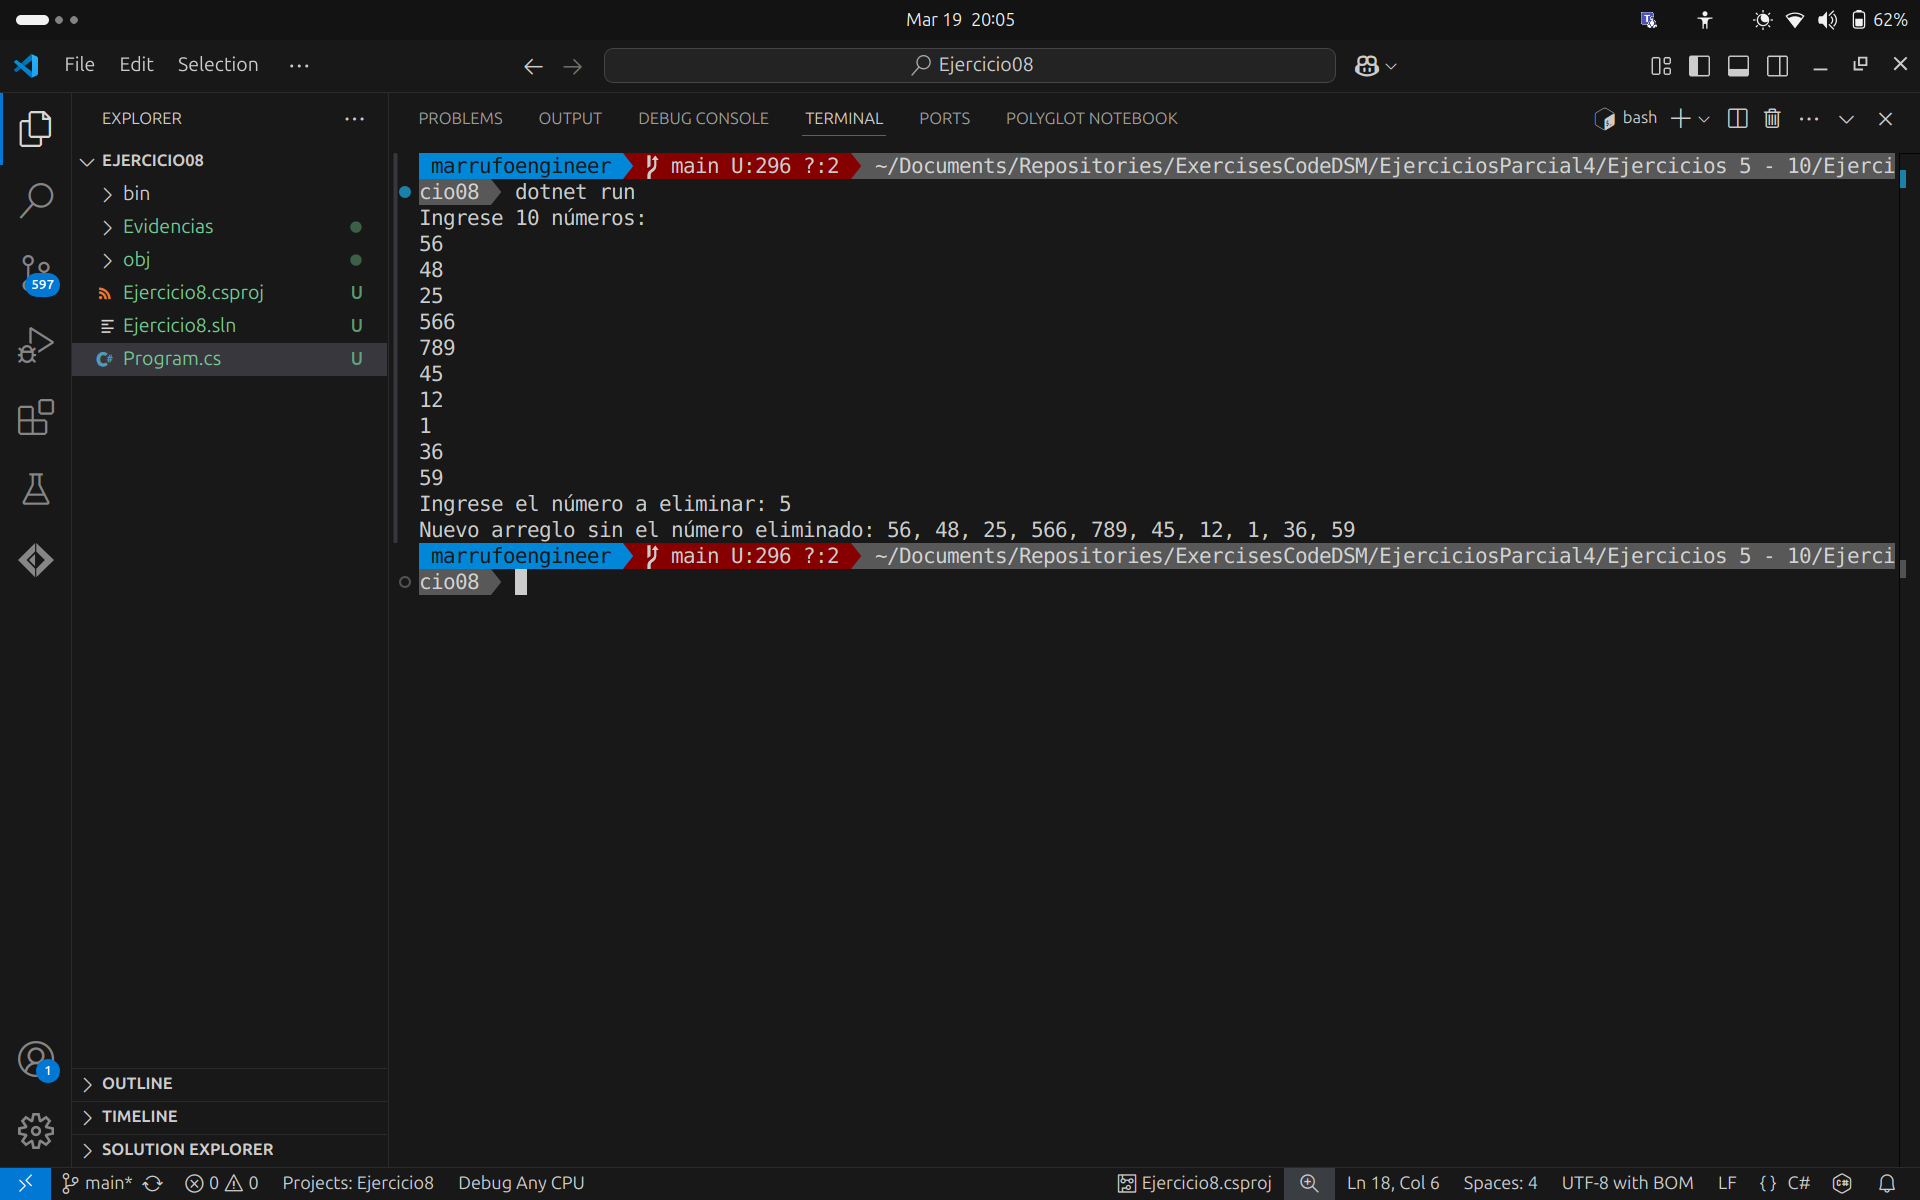 Mar 19 20:05
62%
File Edit Selection ···
Ejercicio08
EXPLORER ···
EJERCICIO08
bin
Evidencias
obj
Ejercicio8.csproj U
Ejercicio8.sln U
Program.cs U
597
1
OUTLINE
TIMELINE
SOLUTION EXPLORER
PROBLEMS OUTPUT DEBUG CONSOLE TERMINAL PORTS POLYGLOT NOTEBOOK
bash
marrufoengineer main U:296 ?:2 ~/Documents/Repositories/ExercisesCodeDSM/EjerciciosParcial4/Ejercicios 5 - 10/Ejerci
cio08 dotnet run
Ingrese 10 números:
56
48
25
566
789
45
12
1
36
59
Ingrese el número a eliminar: 5
Nuevo arreglo sin el número eliminado: 56, 48, 25, 566, 789, 45, 12, 1, 36, 59
marrufoengineer main U:296 ?:2 ~/Documents/Repositories/ExercisesCodeDSM/EjerciciosParcial4/Ejercicios 5 - 10/Ejerci
cio08
main* 0 0 Projects: Ejercicio8 Debug Any CPU Ejercicio8.csproj Ln 18, Col 6 Spaces: 4 UTF-8 with BOM LF {} C#